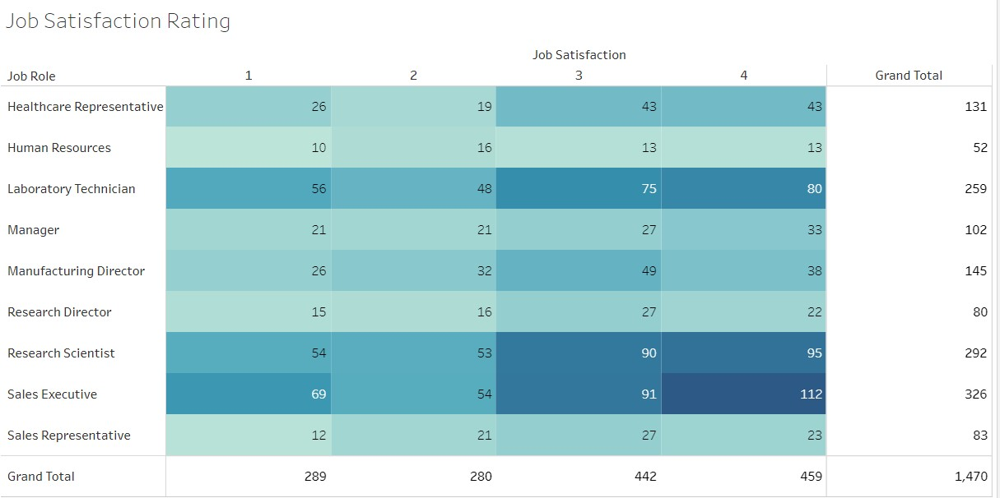 Job Satisfaction Rating
Job Satisfaction
Job Role 1 2 3 4 Grand Total
Healthcare Representative 26 19 43 43 131
Human Resources 10 16 13 13 52
Laboratory Technician 56 48 75 80 259
Manager 21 21 27 33 102
Manufacturing Director 26 32 49 38 145
Research Director 15 16 27 22 80
Research Scientist 54 53 90 95 292
Sales Executive 69 54 91 112 326
Sales Representative 12 21 27 23 83
Grand Total 289 280 442 459 1,470